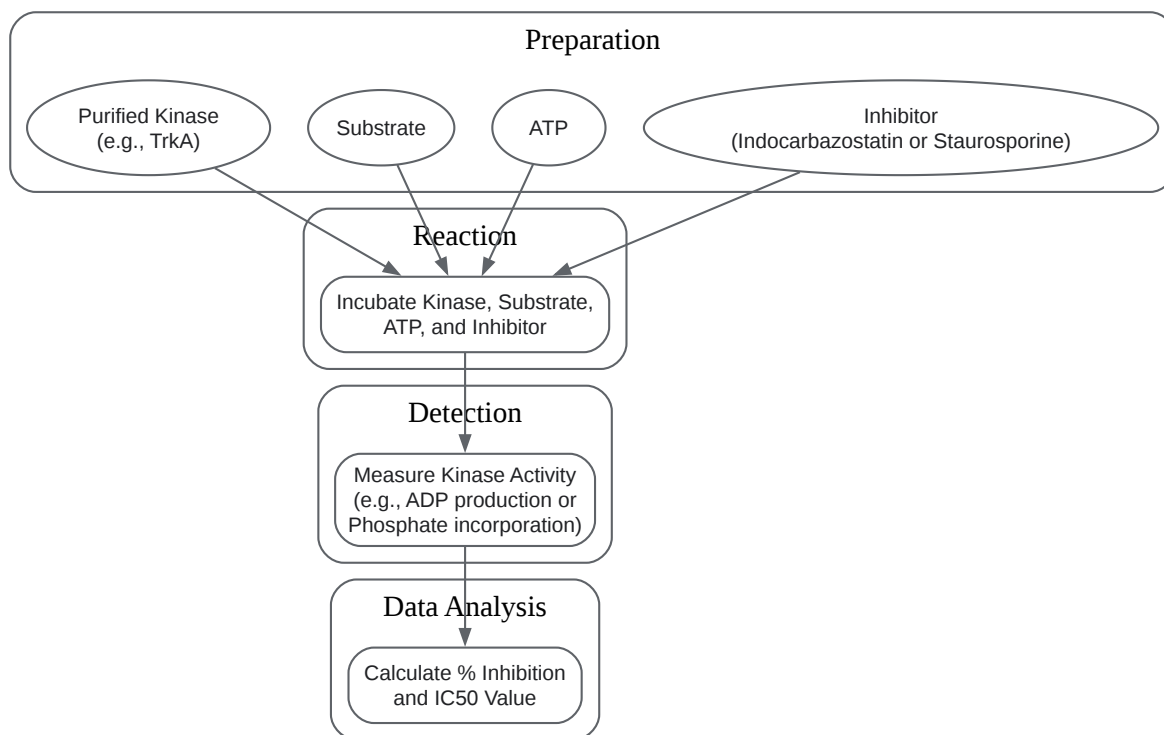 Preparation
Purified Kinase
(e.g., TrkA)
Substrate
ATP
Inhibitor
(Indocarbazostatin or Staurosporine)
Reaction
Incubate Kinase, Substrate,
ATP, and Inhibitor
Detection
Measure Kinase Activity
(e.g., ADP production or
Phosphate incorporation)
Data Analysis
Calculate % Inhibition
and IC50 Value